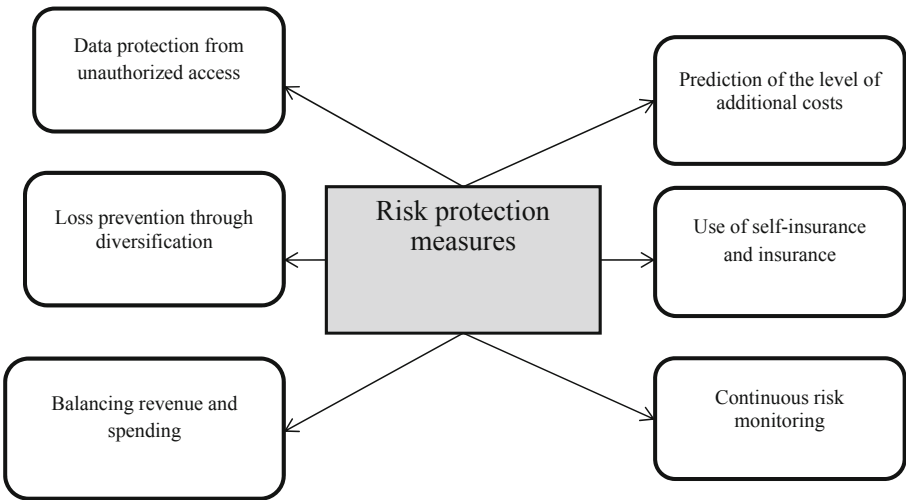 Data protection from
unauthorized access
Prediction of the level of
additional costs
Risk protection
measures
Loss prevention through
diversification
Use of self-insurance
and insurance
Balancing revenue and
spending
Continuous risk
monitoring